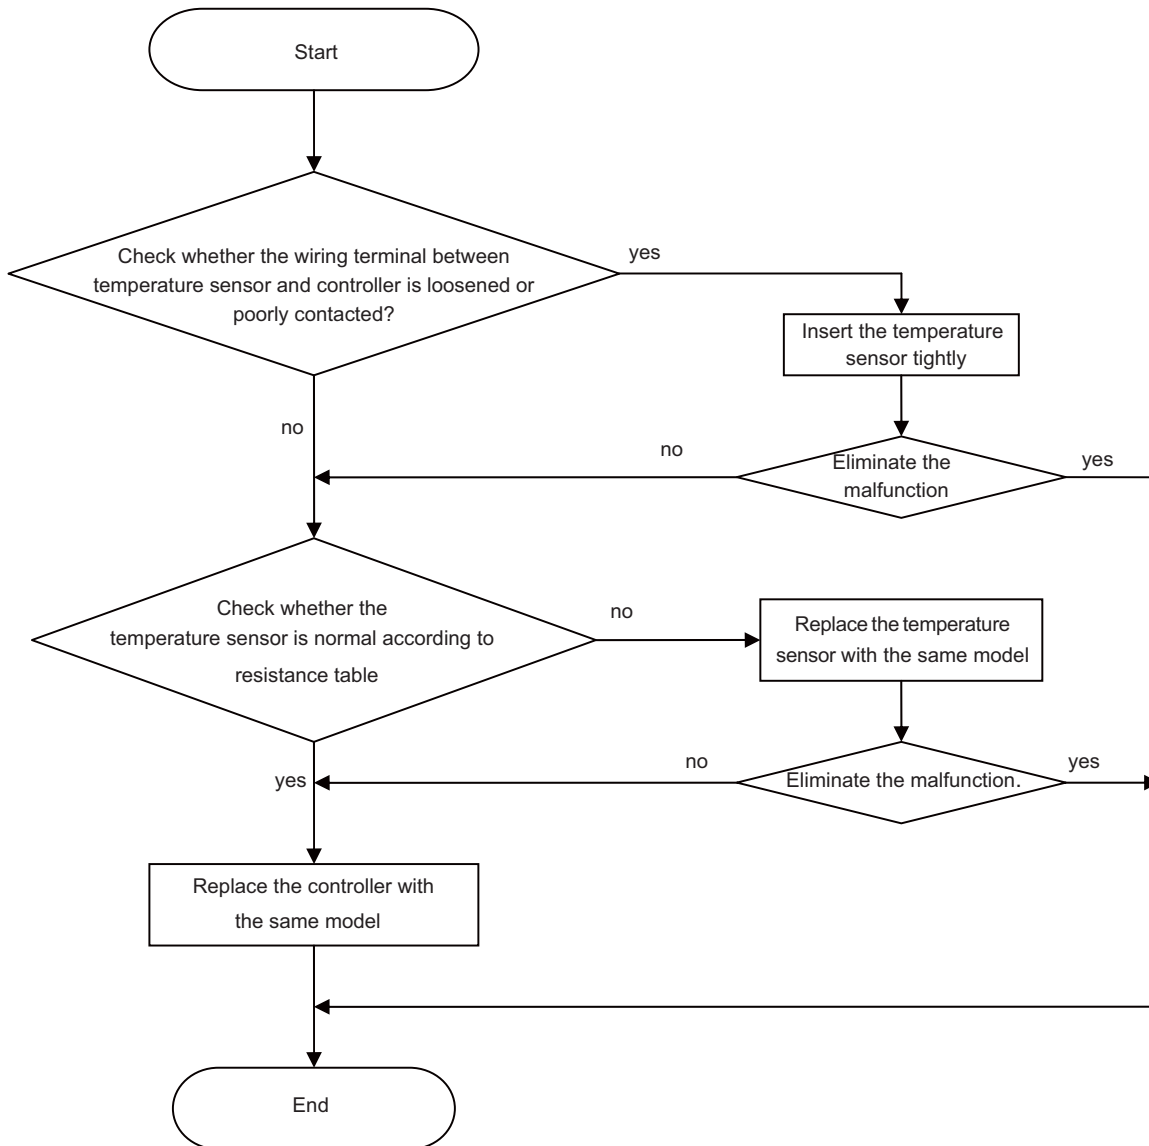 Start
Check whether the wiring terminal between
temperature sensor and controller is loosened or
poorly contacted?
yes
Insert the temperature
sensor tightly
no
no
Eliminate the
malfunction
yes
Check whether the
temperature sensor is normal according to
resistance table
no
Replace the temperature
sensor with the same model
yes
no
Eliminate the malfunction.
yes
Replace the controller with
the same model
End